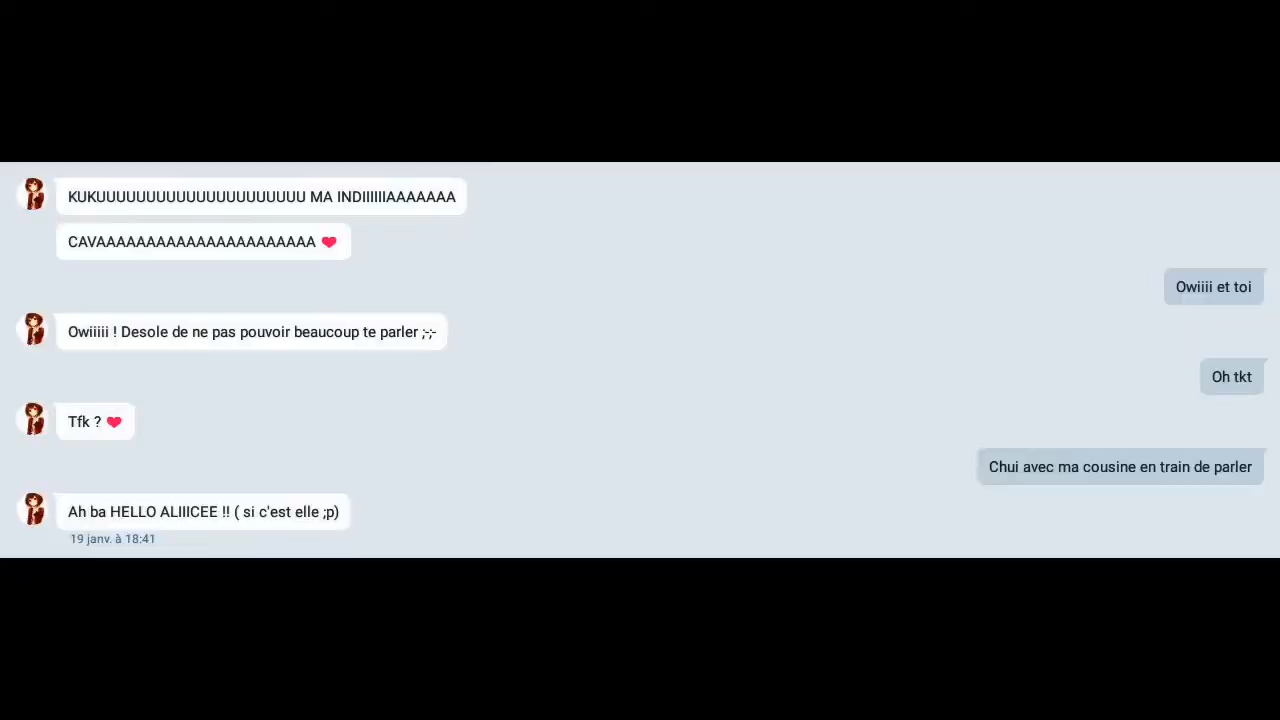 KUKUUUUUUUUUUUUUUUUUUUUUU MA INDIIIIIIAAAAAAA
CAVAAAAAAAAAAAAAAAAAAAAAA ❤
Owiiii et toi
Owiiiii ! Desole de ne pas pouvoir beaucoup te parler ;-;-
Oh tkt
Tfk ? ❤
Chui avec ma cousine en train de parler
Ah ba HELLO ALIIICEE !! ( si c'est elle ;p)
19 janv. à 18:41